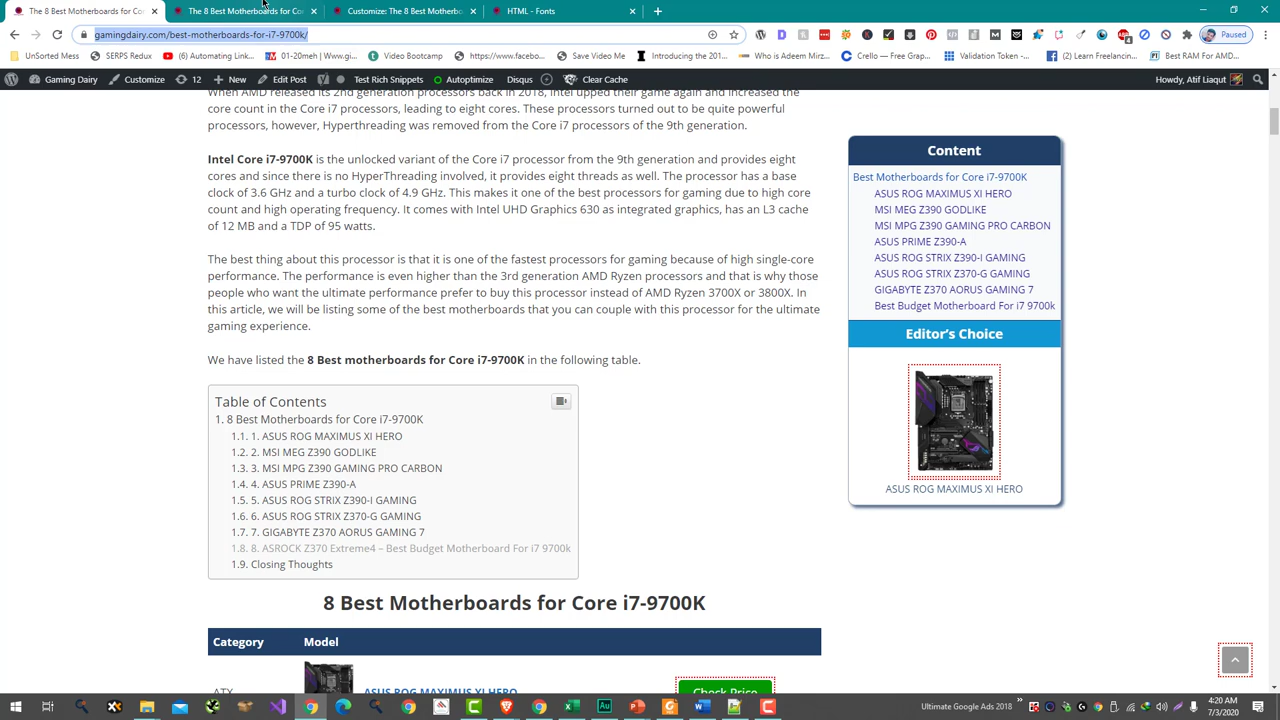 The 8 Best Motherboards for Cor
The 8 Best Motherboards for Co
Customize: The 8 Best Motherbo
HTML - Fonts
gamingdairy.com/best-motherboards-for-i7-9700k/
Paused
UnSorted Mess
SERPS Redux
(6) Automating Link...
01-20men | Www.gi...
Video Bootcamp
https://www.facebo...
Save Video Me
Introducing the 201...
Who is Adeem Mirz...
Crello — Free Grap...
Validation Token –...
(2) Learn Freelancin...
Best RAM For AMD...
Gaming Dairy
Customize
12
New
Edit Post
Test Rich Snippets
Autoptimize
Disqus
Clear Cache
Howdy, Atif Liaqut
When AMD released its 2nd generation processors back in 2018, Intel upped their game again and increased the
core count in the Core i7 processors, leading to eight cores. These processors turned out to be quite powerful
processors, however, Hyperthreading was removed from the Core i7 processors of the 9th generation.
Intel Core i7-9700K is the unlocked variant of the Core i7 processor from the 9th generation and provides eight
cores and since there is no HyperThreading involved, it provides eight threads as well. The processor has a base
clock of 3.6 GHz and a turbo clock of 4.9 GHz. This makes it one of the best processors for gaming due to high core
count and high operating frequency. It comes with Intel UHD Graphics 630 as integrated graphics, has an L3 cache
of 12 MB and a TDP of 95 watts.
The best thing about this processor is that it is one of the fastest processors for gaming because of high single-core
performance. The performance is even higher than the 3rd generation AMD Ryzen processors and that is why those
people who want the ultimate performance prefer to buy this processor instead of AMD Ryzen 3700X or 3800X. In
this article, we will be listing some of the best motherboards that you can couple with this processor for the ultimate
gaming experience.
We have listed the 8 Best motherboards for Core i7-9700K in the following table.
Table of Contents
1. 8 Best Motherboards for Core i7-9700K
1.1. 1. ASUS ROG MAXIMUS XI HERO
1.2. 2. MSI MEG Z390 GODLIKE
1.3. 3. MSI MPG Z390 GAMING PRO CARBON
1.4. 4. ASUS PRIME Z390-A
1.5. 5. ASUS ROG STRIX Z390-I GAMING
1.6. 6. ASUS ROG STRIX Z370-G GAMING
1.7. 7. GIGABYTE Z370 AORUS GAMING 7
1.8. 8. ASROCK Z370 Extreme4 – Best Budget Motherboard For i7 9700k
1.9. Closing Thoughts
8 Best Motherboards for Core i7-9700K
Category
Model
ATX
ASUS ROG MAXIMUS XI HERO
Check Price
Content
Best Motherboards for Core i7-9700K
ASUS ROG MAXIMUS XI HERO
MSI MEG Z390 GODLIKE
MSI MPG Z390 GAMING PRO CARBON
ASUS PRIME Z390-A
ASUS ROG STRIX Z390-I GAMING
ASUS ROG STRIX Z370-G GAMING
GIGABYTE Z370 AORUS GAMING 7
Best Budget Motherboard For i7 9700k
Editor's Choice
ASUS ROG MAXIMUS XI HERO
Ultimate Google Ads 2018
4:20 AM
7/3/2020